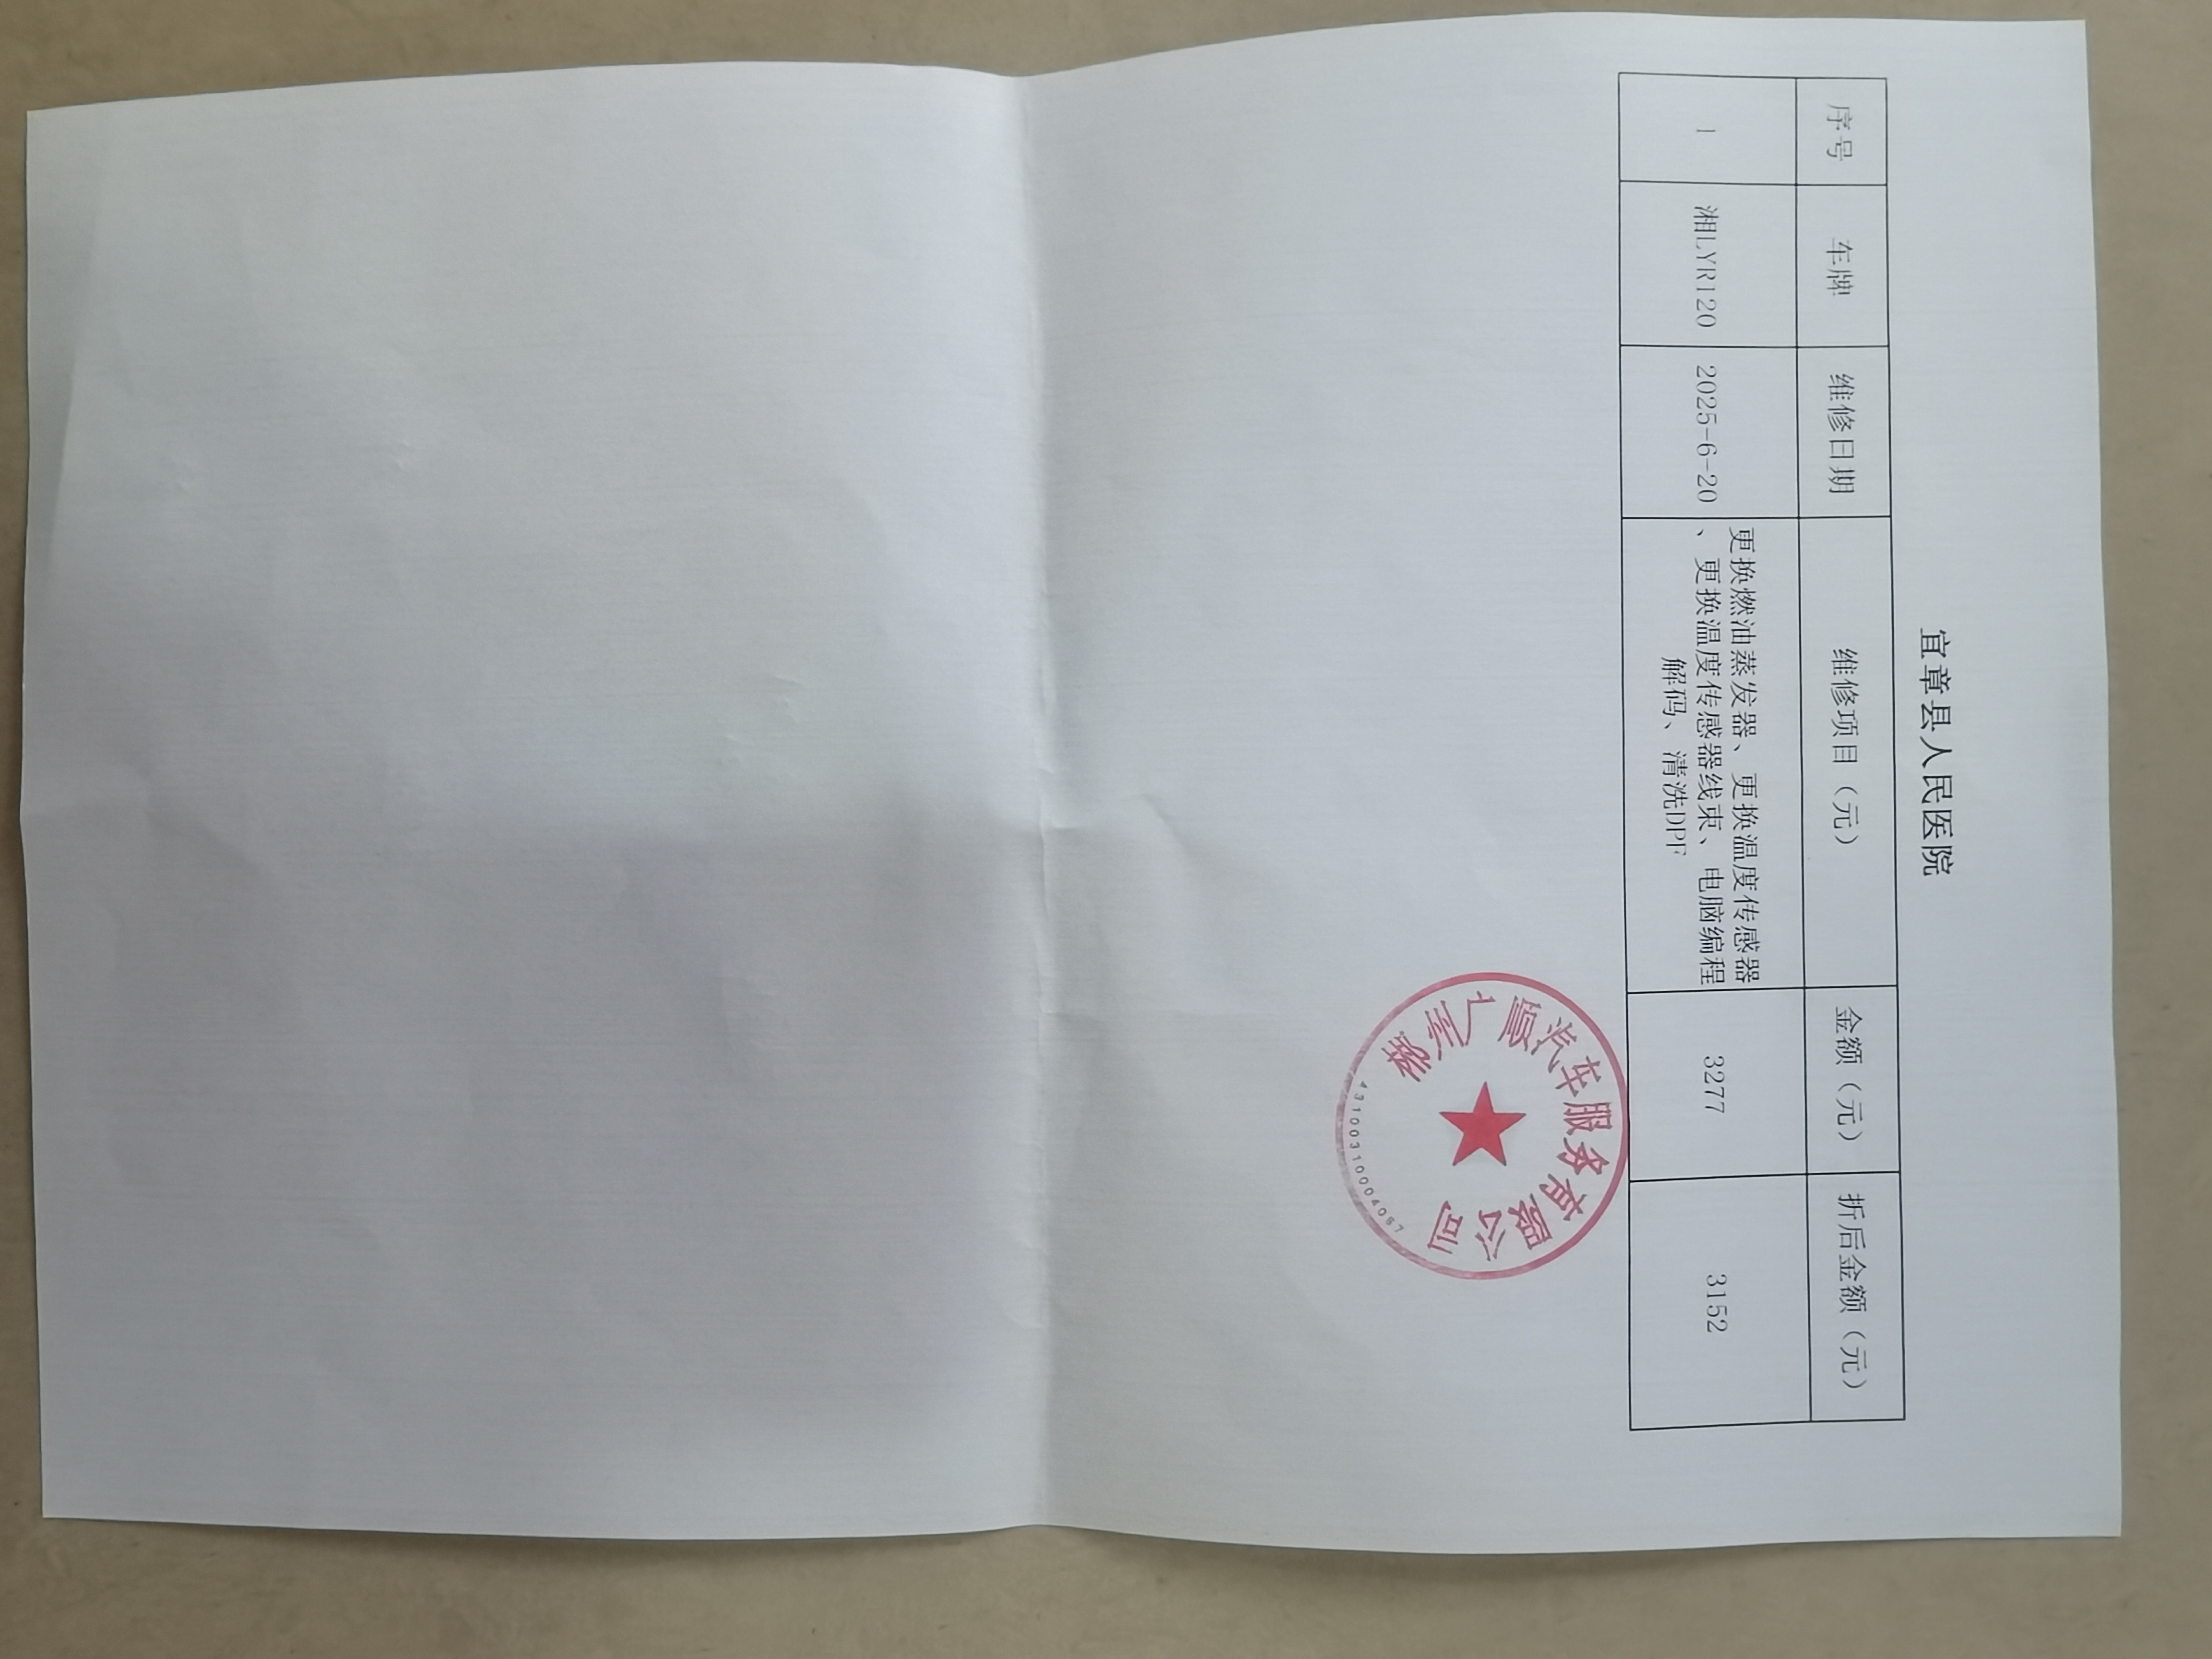 宜章县人民医院
序号 车牌 维修日期 维修项目（元） 金额（元） 折后金额（元）
1 湘LYR120 2025-6-20 更换燃油蒸发器、更换温度传感器
、更换温度传感器线束、电脑编程
解码、清洗DPF 3277 3152
郴州广顺汽车服务有限公司
43100310004067